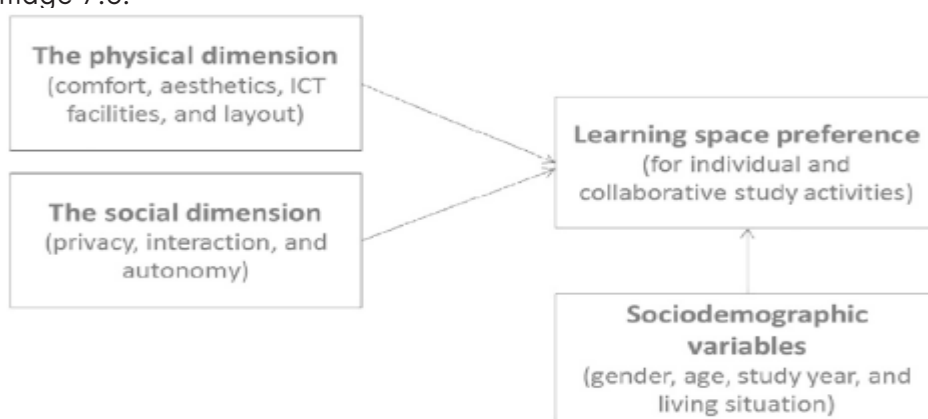 The physical dimension
(comfort, aesthetics, ICT
facilities, and layout)
The social dimension
(privacy, interaction, and
autonomy)
Learning space preference
(for individual and
collaborative study activities)
Sociodemographic
variables
(gender, age, study year, and
living situation)